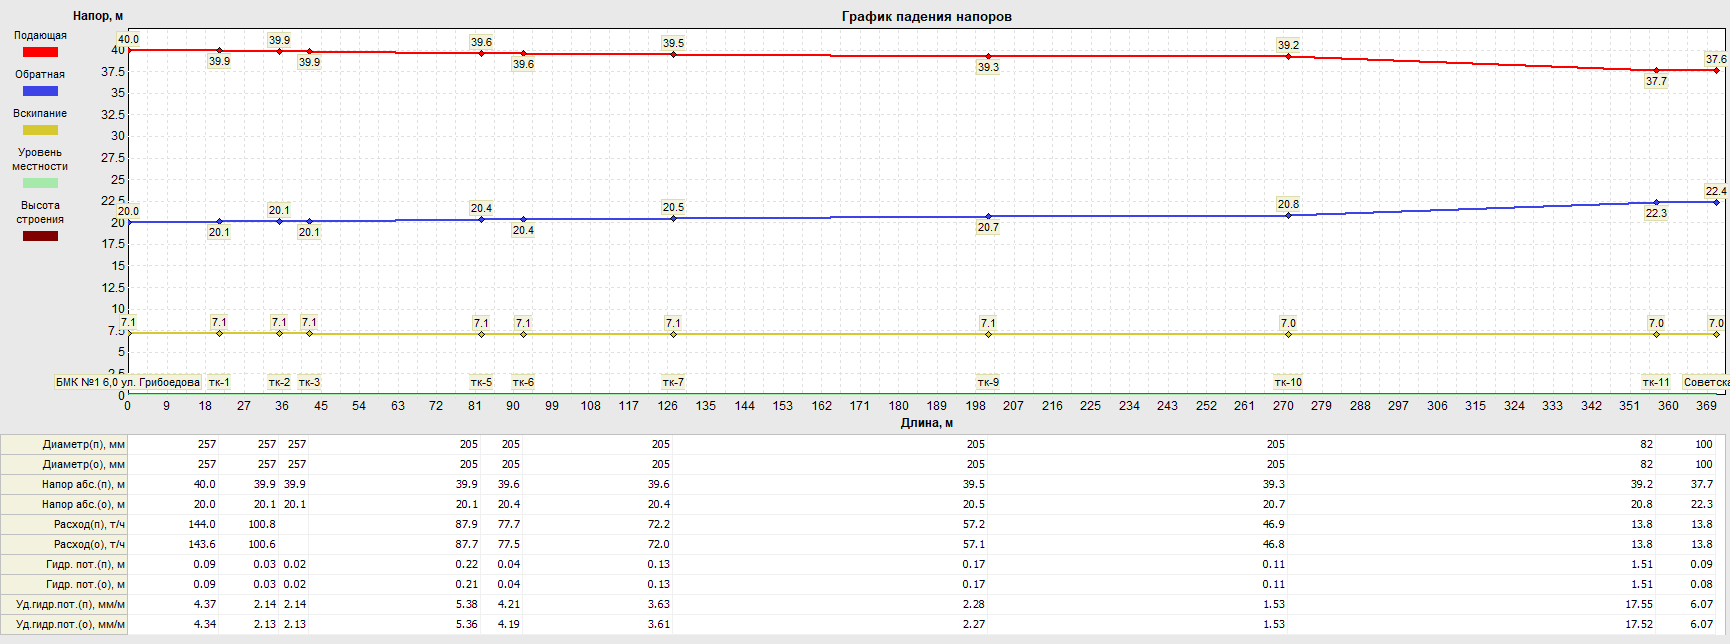 Напор, м
График падения напоров
Подающая
Обратная
Вскипание
Уровень
местности
Высота
строения
40
37.5
35
32.5
30
27.5
25
22.5
20
17.5
15
12.5
10
7.5
5
2.5
0
40.0
39.9
39.9
39.9
39.6
39.6
39.5
39.3
39.2
37.7
37.6
20.0
20.1
20.1
20.1
20.4
20.4
20.5
20.7
20.8
22.3
22.4
7.1 7.1 7.1 7.1 7.1 7.1 7.1 7.1 7.0 7.0 7.0
БМК №1 6,0 ул. Грибоедова тк-1 тк-2 тк-3 тк-5 тк-6 тк-7 тк-9 тк-10 тк-11 Советска
0 9 18 27 36 45 54 63 72 81 90 99 108 117 126 135 144 153 162 171 180 189 198 207 216 225 234 243 252 261 270 279 288 297 306 315 324 333 342 351 360 369
Длина, м
Диаметр(п), мм 257 257 257 205 205 205 205 205 82 100
Диаметр(о), мм 257 257 257 205 205 205 205 205 82 100
Напор абс.(п), м 40.0 39.9 39.9 39.9 39.6 39.6 39.5 39.3 39.2 37.7
Напор абс.(о), м 20.0 20.1 20.1 20.1 20.4 20.4 20.5 20.7 20.8 22.3
Расход(п), т/ч 144.0 100.8 87.9 77.7 72.2 57.2 46.9 13.8 13.8
Расход(о), т/ч 143.6 100.6 87.7 77.5 72.0 57.1 46.8 13.8 13.8
Гидр. пот.(п), м 0.09 0.03 0.02 0.22 0.04 0.13 0.17 0.11 1.51 0.09
Гидр. пот.(о), м 0.09 0.03 0.02 0.21 0.04 0.13 0.17 0.11 1.51 0.08
Уд.гидр.пот.(п), мм/м 4.37 2.14 2.14 5.38 4.21 3.63 2.28 1.53 17.55 6.07
Уд.гидр.пот.(о), мм/м 4.34 2.13 2.13 5.36 4.19 3.61 2.27 1.53 17.52 6.07